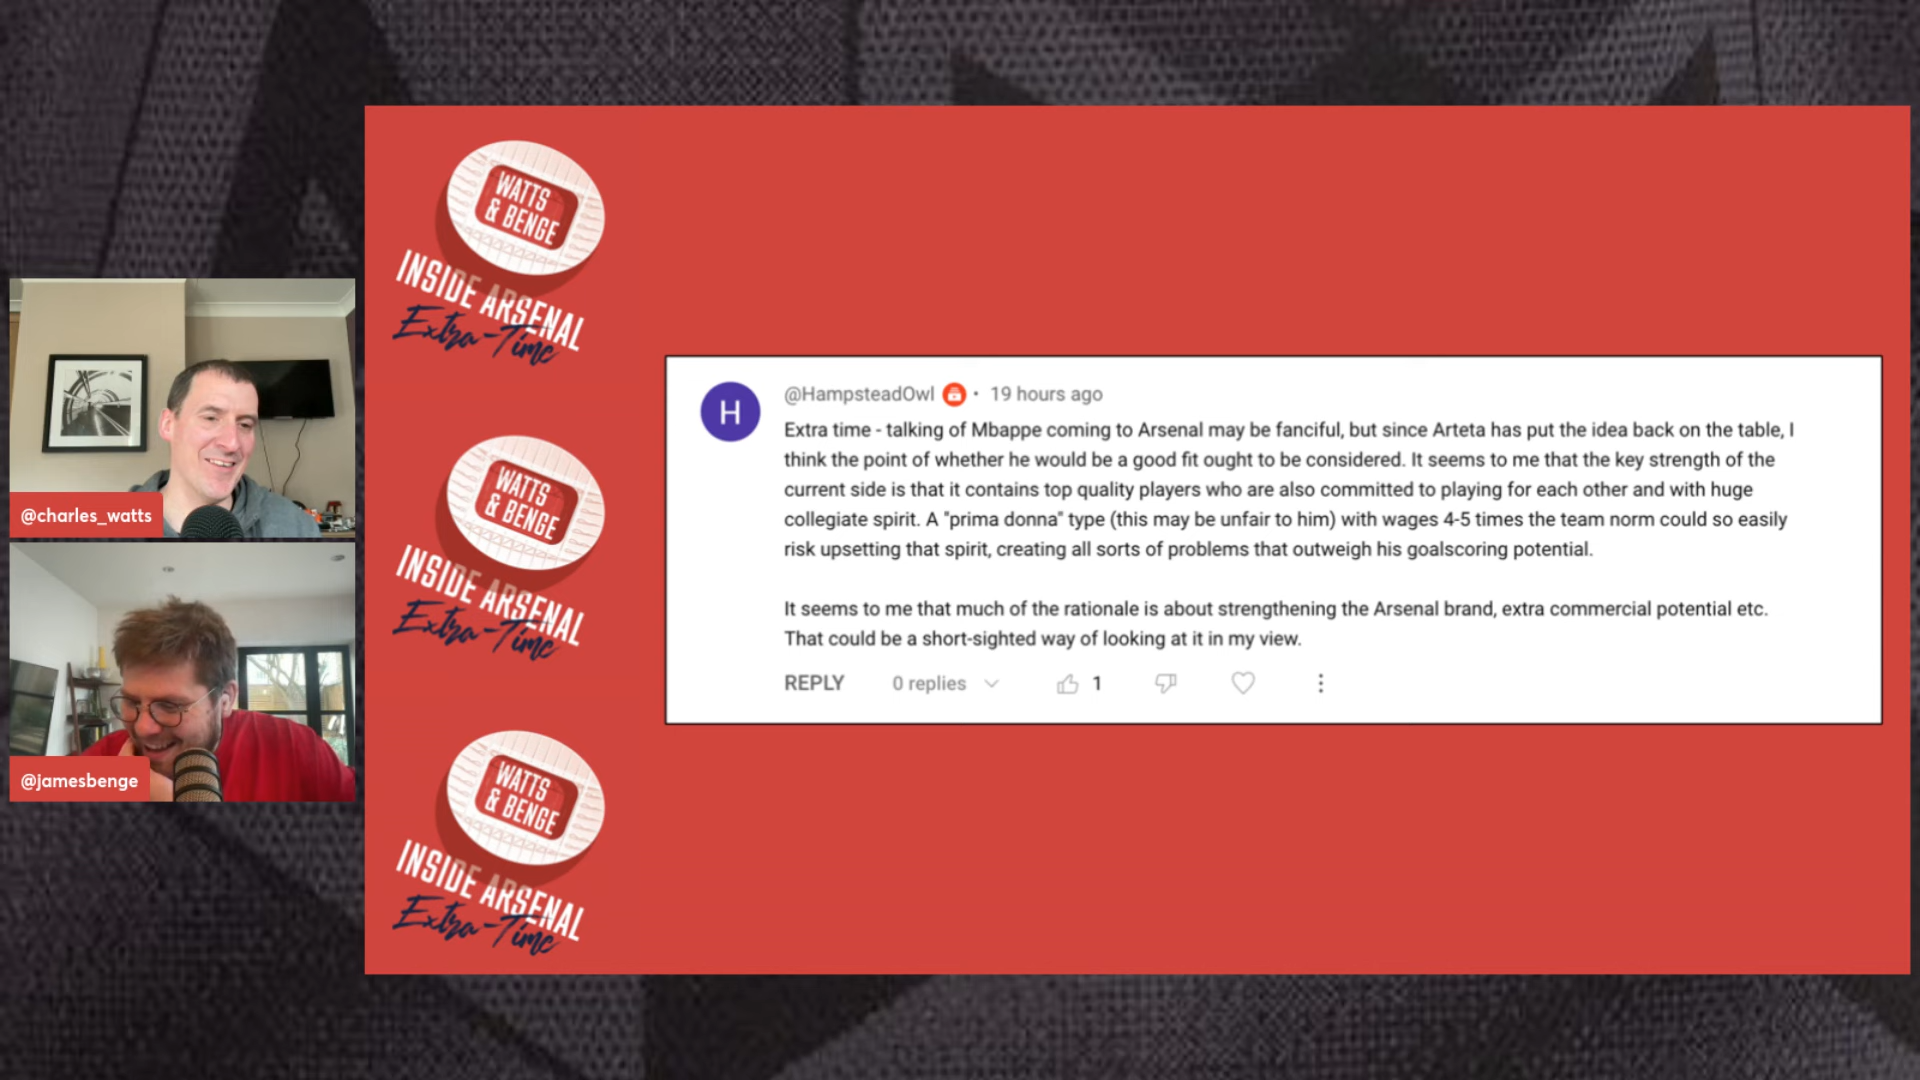 WATTS
& BENGE
INSIDE ARSENAL
Extra-Time
@charles_watts
@jamesbenge
WATTS
& BENGE
INSIDE ARSENAL
Extra-Time
WATTS
& BENGE
INSIDE ARSENAL
Extra-Time
H
@HampsteadOwl • 19 hours ago
Extra time - talking of Mbappe coming to Arsenal may be fanciful, but since Arteta has put the idea back on the table, I
think the point of whether he would be a good fit ought to be considered. It seems to me that the key strength of the
current side is that it contains top quality players who are also committed to playing for each other and with huge
collegiate spirit. A "prima donna" type (this may be unfair to him) with wages 4-5 times the team norm could so easily
risk upsetting that spirit, creating all sorts of problems that outweigh his goalscoring potential.
It seems to me that much of the rationale is about strengthening the Arsenal brand, extra commercial potential etc.
That could be a short-sighted way of looking at it in my view.
REPLY 0 replies 1